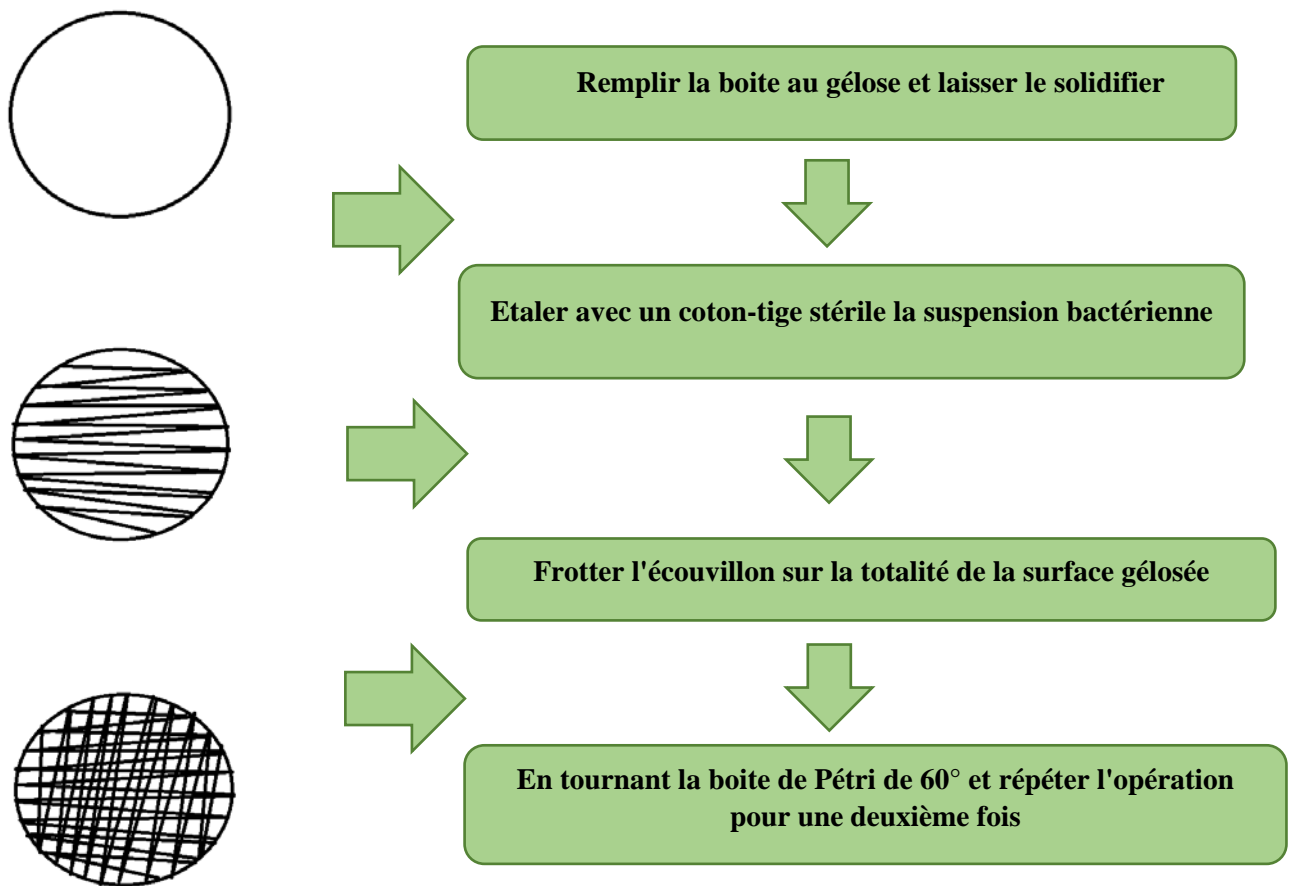 Remplir la boite au gélose et laisser le solidifier
Etaler avec un coton-tige stérile la suspension bactérienne
Frotter l'écouvillon sur la totalité de la surface gélosée
En tournant la boite de Pétri de 60° et répéter l'opération
pour une deuxième fois